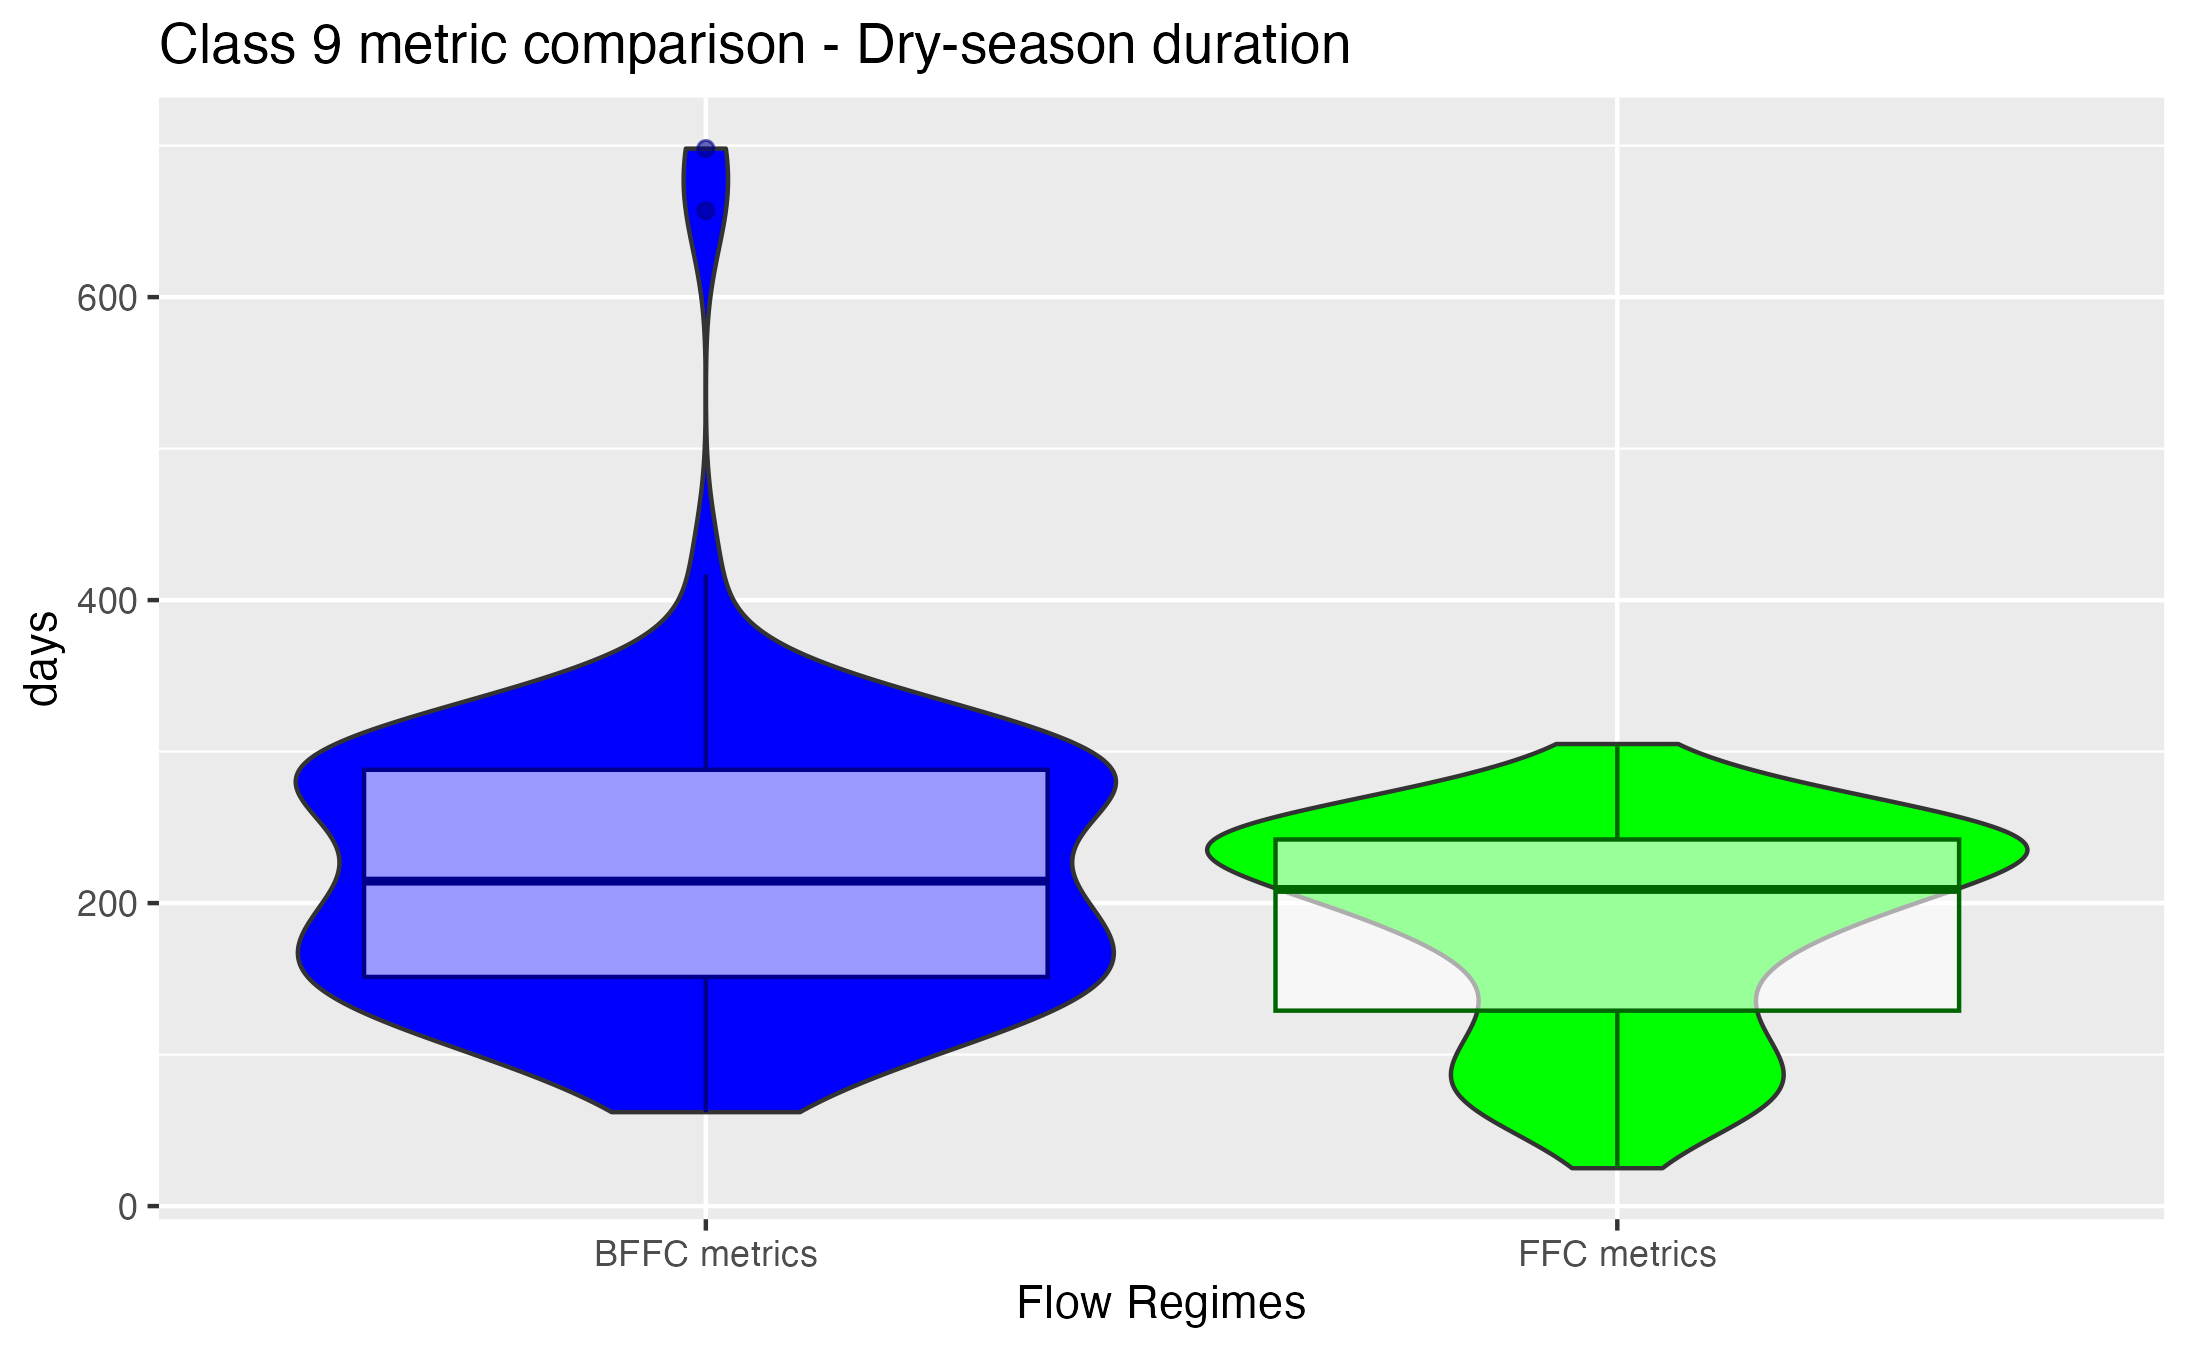 Class 9 metric comparison - Dry-season duration
days
600
400
200
0
BFFC metrics
FFC metrics
Flow Regimes